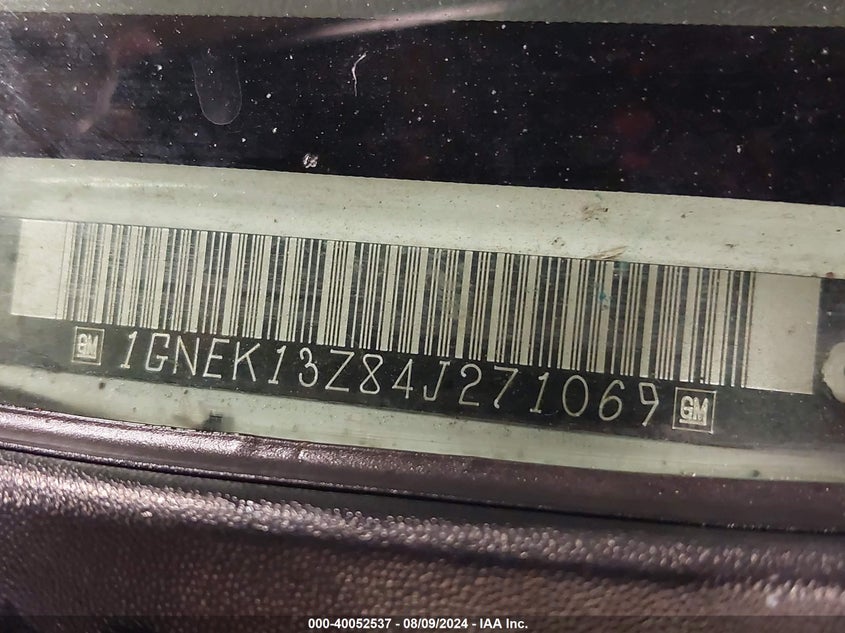 GM 1GNEK13Z84J271069 GM
000-40052537 - 08/09/2024 - IAA Inc.